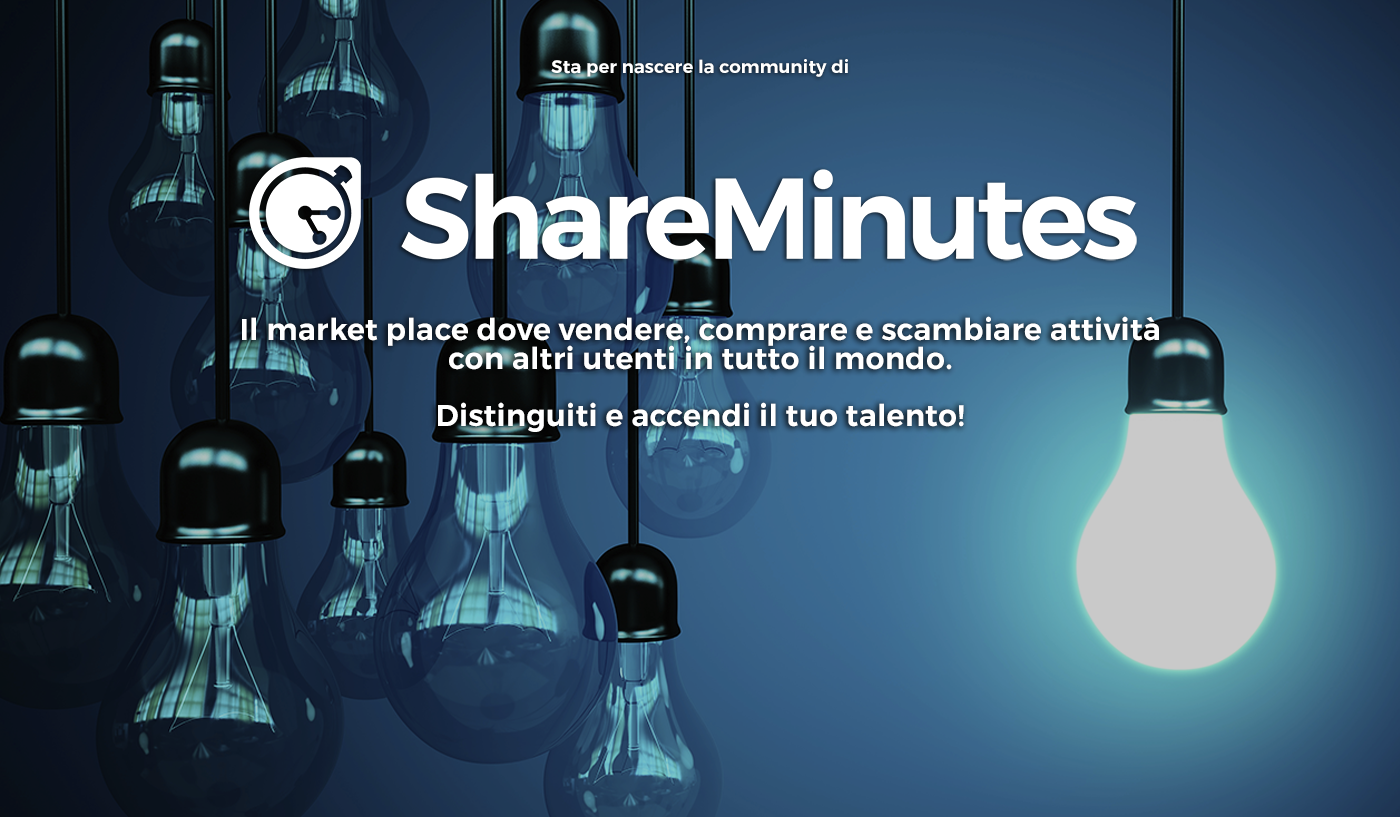 Sta per nascere la community di
ShareMinutes
Il market place dove vendere, comprare e scambiare attività
con altri utenti in tutto il mondo.
Distinguiti e accendi il tuo talento!